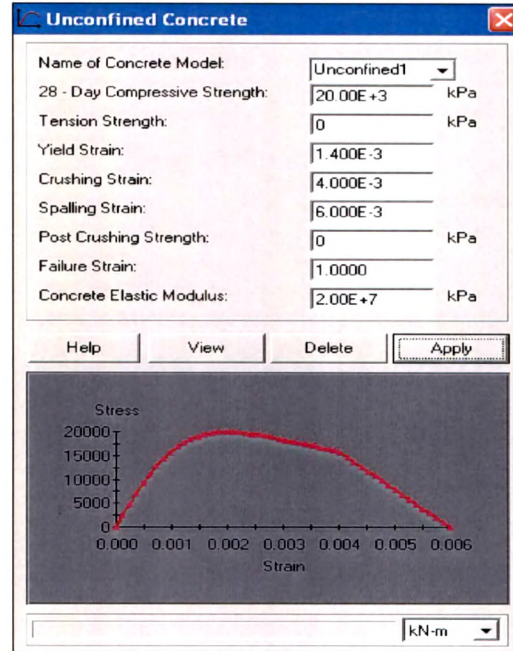 Unconfined Concrete
Name of Concrete Model: Unconfined1
28 - Day Compressive Strength: 20.00E+3 kPa
Tension Strength: 0 kPa
Yield Strain: 1.400E-3
Crushing Strain: 4.000E-3
Spalling Strain: 6.000E-3
Post Crushing Strength: 0 kPa
Failure Strain: 1.0000
Concrete Elastic Modulus: 2.00E+7 kPa
Help View Delete Apply
Stress
20000
15000
10000
5000
0
0.000 0.001 0.002 0.003 0.004 0.005 0.006
Strain
kN-m